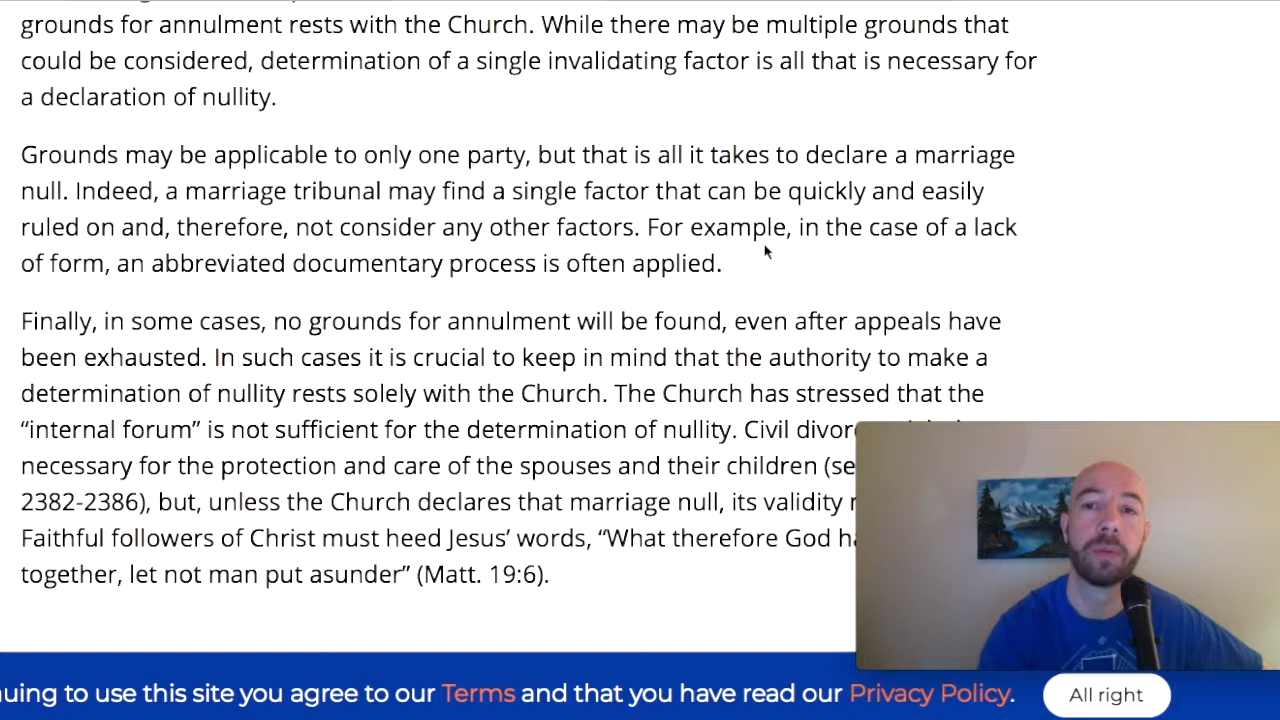 grounds for annulment rests with the Church. While there may be multiple grounds that
could be considered, determination of a single invalidating factor is all that is necessary for
a declaration of nullity.
Grounds may be applicable to only one party, but that is all it takes to declare a marriage
null. Indeed, a marriage tribunal may find a single factor that can be quickly and easily
ruled on and, therefore, not consider any other factors. For example, in the case of a lack
of form, an abbreviated documentary process is often applied.
Finally, in some cases, no grounds for annulment will be found, even after appeals have
been exhausted. In such cases it is crucial to keep in mind that the authority to make a
determination of nullity rests solely with the Church. The Church has stressed that the
“internal forum” is not sufficient for the determination of nullity. Civil
necessary for the protection and care of the spouses and their children
2382-2386), but, unless the Church declares that marriage null, its validity
Faithful followers of Christ must heed Jesus’ words, “What therefore God
together, let not man put asunder” (Matt. 19:6).
to use this site you agree to our Terms and that you have read our Privacy Policy.
All right